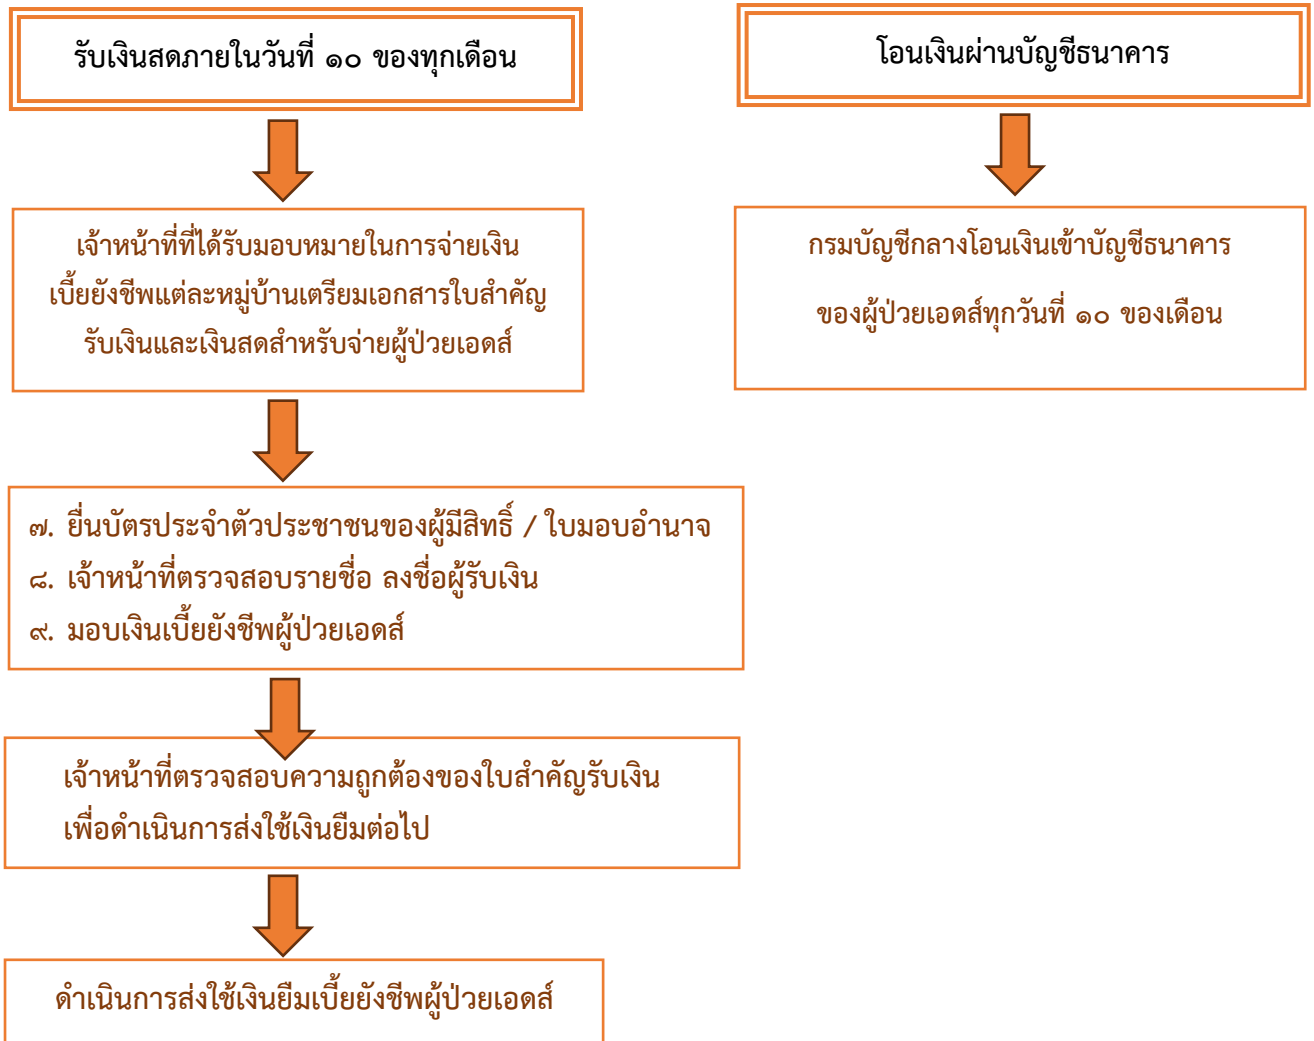 รับเงินสดภายในวันที่ ๑๐ ของทุกเดือน
เจ้าหน้าที่ที่ได้รับมอบหมายในการจ่ายเงิน
เบี้ยยังชีพแต่ละหมู่บ้านเตรียมเอกสารใบสำคัญ
รับเงินและเงินสดสำหรับจ่ายผู้ป่วยเอดส์
๗. ยื่นบัตรประจำตัวประชาชนของผู้มีสิทธิ์ / ใบมอบอำนาจ
๘. เจ้าหน้าที่ตรวจสอบรายชื่อ ลงชื่อผู้รับเงิน
๙. มอบเงินเบี้ยยังชีพผู้ป่วยเอดส์
เจ้าหน้าที่ตรวจสอบความถูกต้องของใบสำคัญรับเงิน
เพื่อดำเนินการส่งใช้เงินยืมต่อไป
ดำเนินการส่งใช้เงินยืมเบี้ยยังชีพผู้ป่วยเอดส์
โอนเงินผ่านบัญชีธนาคาร
กรมบัญชีกลางโอนเงินเข้าบัญชีธนาคาร
ของผู้ป่วยเอดส์ทุกวันที่ ๑๐ ของเดือน